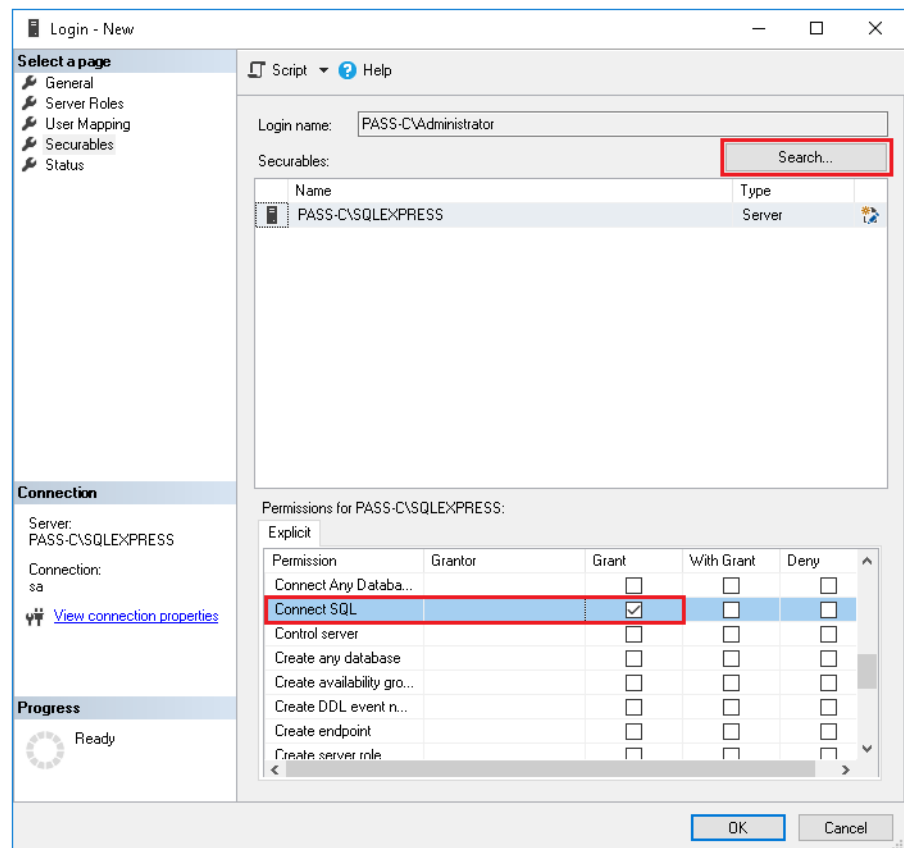 Login - New
Select a page
General
Server Roles
User Mapping
Securables
Status
Script Help
Login name: PASS-C\Administrator
Securables: Search...
Name Type
PASS-C\SQLEXPRESS Server
Connection
Server:
PASS-C\SQLEXPRESS
Connection:
sa
View connection properties
Progress
Ready
Permissions for PASS-C\SQLEXPRESS:
Explicit
Permission Grantor Grant With Grant Deny
Connect Any Databa...
Connect SQL
Control server
Create any database
Create availability gro...
Create DDL event n...
Create endpoint
Create server role
OK Cancel